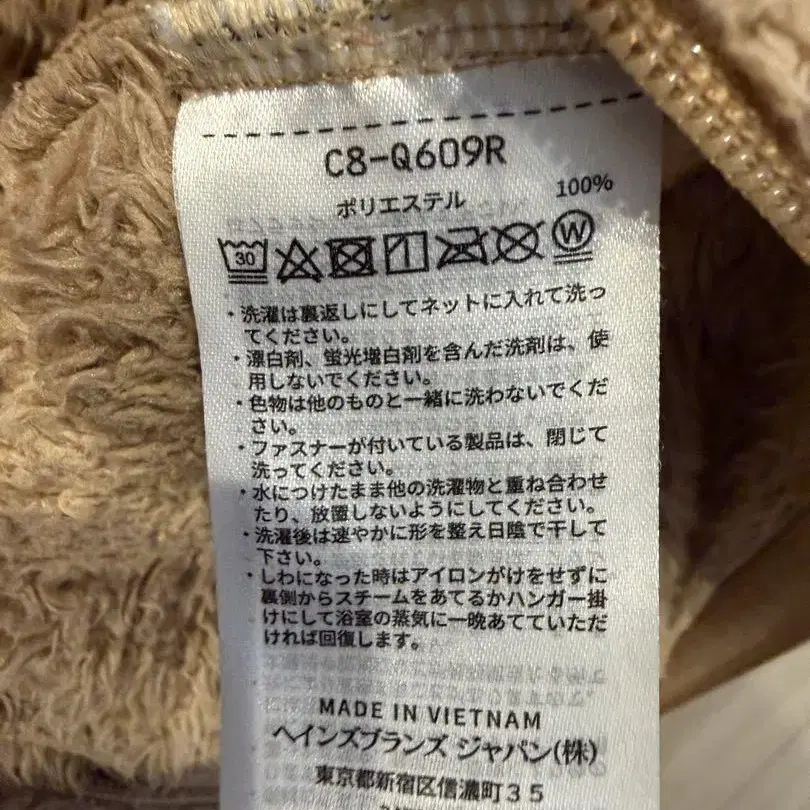 C8-Q609R
ポリエステル 100%
30 W
・洗濯は裏返しにしてネットに入れて洗っ
てください。
・漂白剤、蛍光増白剤を含んだ洗剤は、使
用しないでください。
・色物は他のものと一緒に洗わないでくだ
さい。
・ファスナーが付いている製品は、閉じて
洗ってください。
・水につけたまま他の洗濯物と重ね合わせ
たり、放置しないようにしてください。
・洗濯後は速やかに形を整え日陰で干して
下さい。
・しわになった時はアイロンがけをせずに
裏側からスチームをあてるかハンガー掛
けにして浴室の蒸気に一晩あてていただ
ければ回復します。
MADE IN VIETNAM
ヘインズブランズ ジャパン(株)
東京都新宿区信濃町35